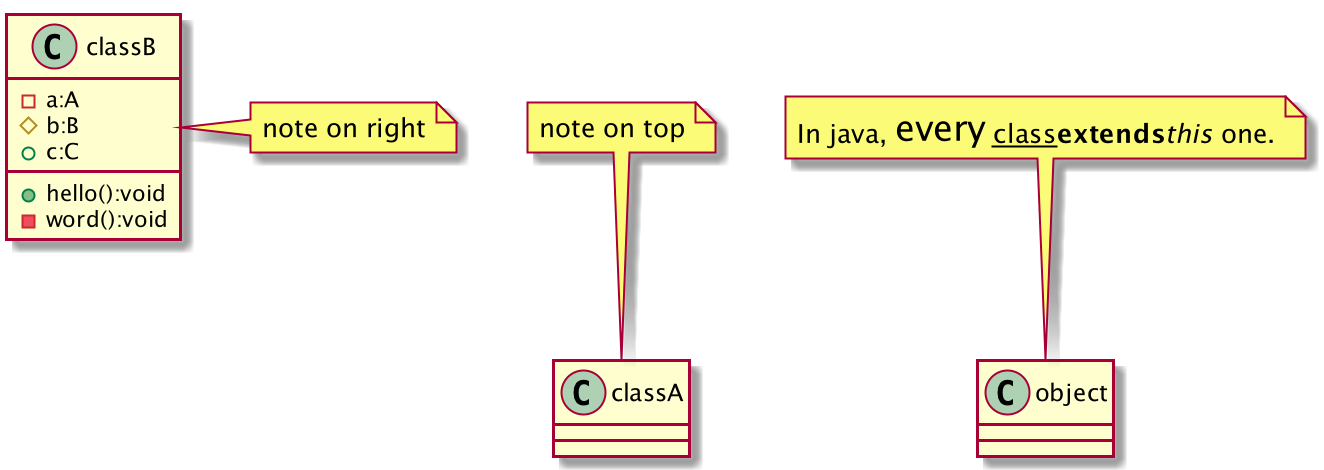 C classB
a:A
b:B
c:C
hello():void
word():void
note on right
note on top
In java, every classextendsthis one.
C classA
C object